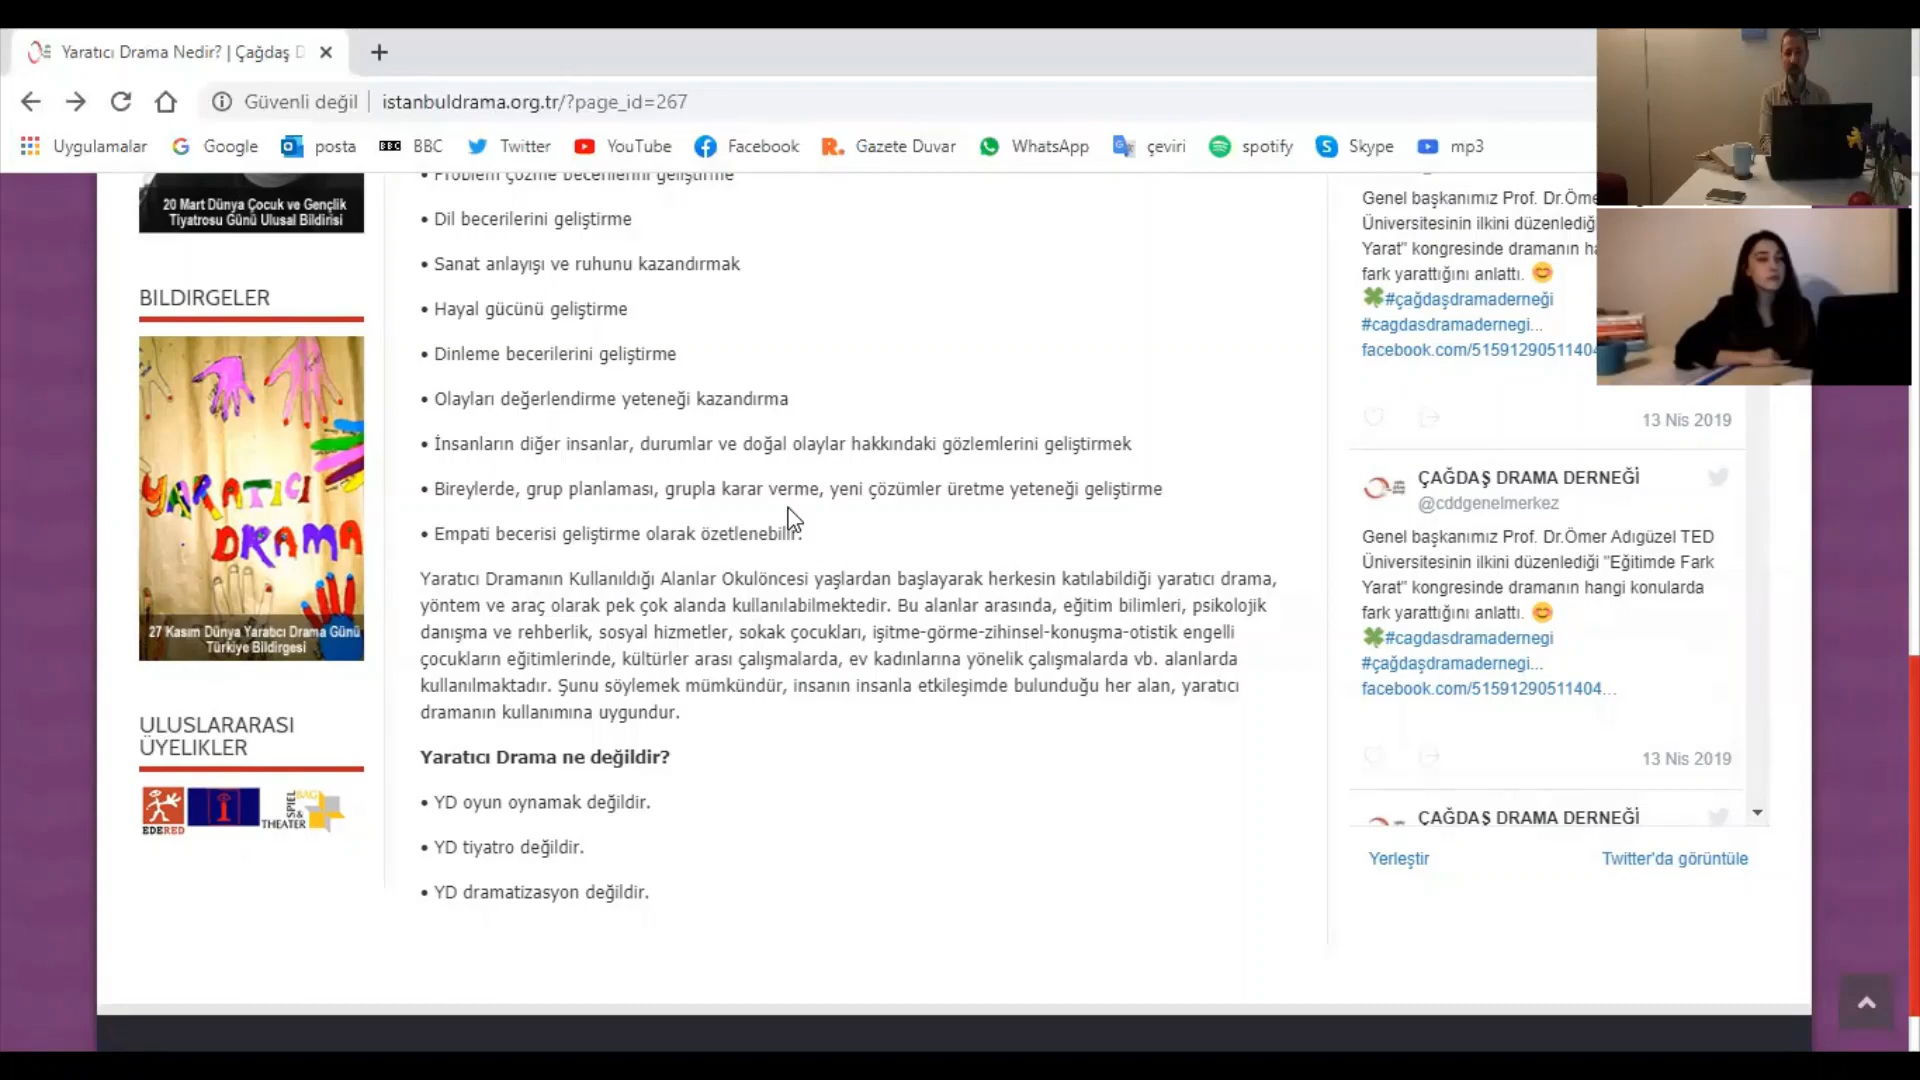 Yaratıcı Drama Nedir? | Çağdaş D
Güvenli değil
istanbuldrama.org.tr/?page_id=267
Uygulamalar
Google
posta
BBC
BBC
Twitter
YouTube
Facebook
Gazete Duvar
WhatsApp
çeviri
spotify
Skype
mp3
20 Mart Dünya Çocuk ve Gençlik
Tiyatrosu Günü Ulusal Bildirisi
BILDIRGELER
YARATICI
DRAMA
27 Kasım Dünya Yaratıcı Drama Günü
Türkiye Bildirgesi
ULUSLARARASI
ÜYELIKLER
EDERED
SPIEL
&
THEATER
BAG
• Problem çözme becerilerini geliştirme
• Dil becerilerini geliştirme
• Sanat anlayışı ve ruhunu kazandırmak
• Hayal gücünü geliştirme
• Dinleme becerilerini geliştirme
• Olayları değerlendirme yeteneği kazandırma
• İnsanların diğer insanlar, durumlar ve doğal olaylar hakkındaki gözlemlerini geliştirmek
• Bireylerde, grup planlaması, grupla karar verme, yeni çözümler üretme yeteneği geliştirme
• Empati becerisi geliştirme olarak özetlenebilir.
Yaratıcı Dramanın Kullanıldığı Alanlar Okulöncesi yaşlardan başlayarak herkesin katılabildiği yaratıcı drama,
yöntem ve araç olarak pek çok alanda kullanılabilmektedir. Bu alanlar arasında, eğitim bilimleri, psikolojik
danışma ve rehberlik, sosyal hizmetler, sokak çocukları, işitme-görme-zihinsel-konuşma-otistik engelli
çocukların eğitimlerinde, kültürler arası çalışmalarda, ev kadınlarına yönelik çalışmalarda vb. alanlarda
kullanılmaktadır. Şunu söylemek mümkündür, insanın insanla etkileşimde bulunduğu her alan, yaratıcı
dramanın kullanımına uygundur.
Yaratıcı Drama ne değildir?
• YD oyun oynamak değildir.
• YD tiyatro değildir.
• YD dramatizasyon değildir.
Genel başkanımız Prof. Dr.Öme
Üniversitesinin ilkini düzenlediğ
Yarat" kongresinde dramanın ha
fark yarattığını anlattı. 😊
🍀#çağdaşdramaderneği
#cagdasdramadernegi...
facebook.com/51591290511404
13 Nis 2019
ÇAĞDAŞ DRAMA DERNEĞİ
@cddgenelmerkez
Genel başkanımız Prof. Dr.Ömer Adıgüzel TED
Üniversitesinin ilkini düzenlediği "Eğitimde Fark
Yarat" kongresinde dramanın hangi konularda
fark yarattığını anlattı. 😊
🍀#cagdasdramadernegi
#çağdaşdramadernegi...
facebook.com/51591290511404...
13 Nis 2019
ÇAĞDAŞ DRAMA DERNEĞİ
Yerleştir
Twitter'da görüntüle